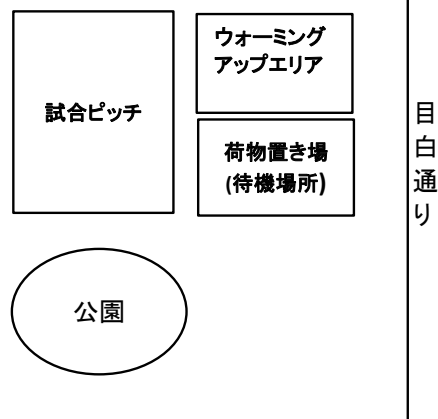 ウォーミング
アップエリア
試合ピッチ
荷物置き場
(待機場所)
目白通り
公園